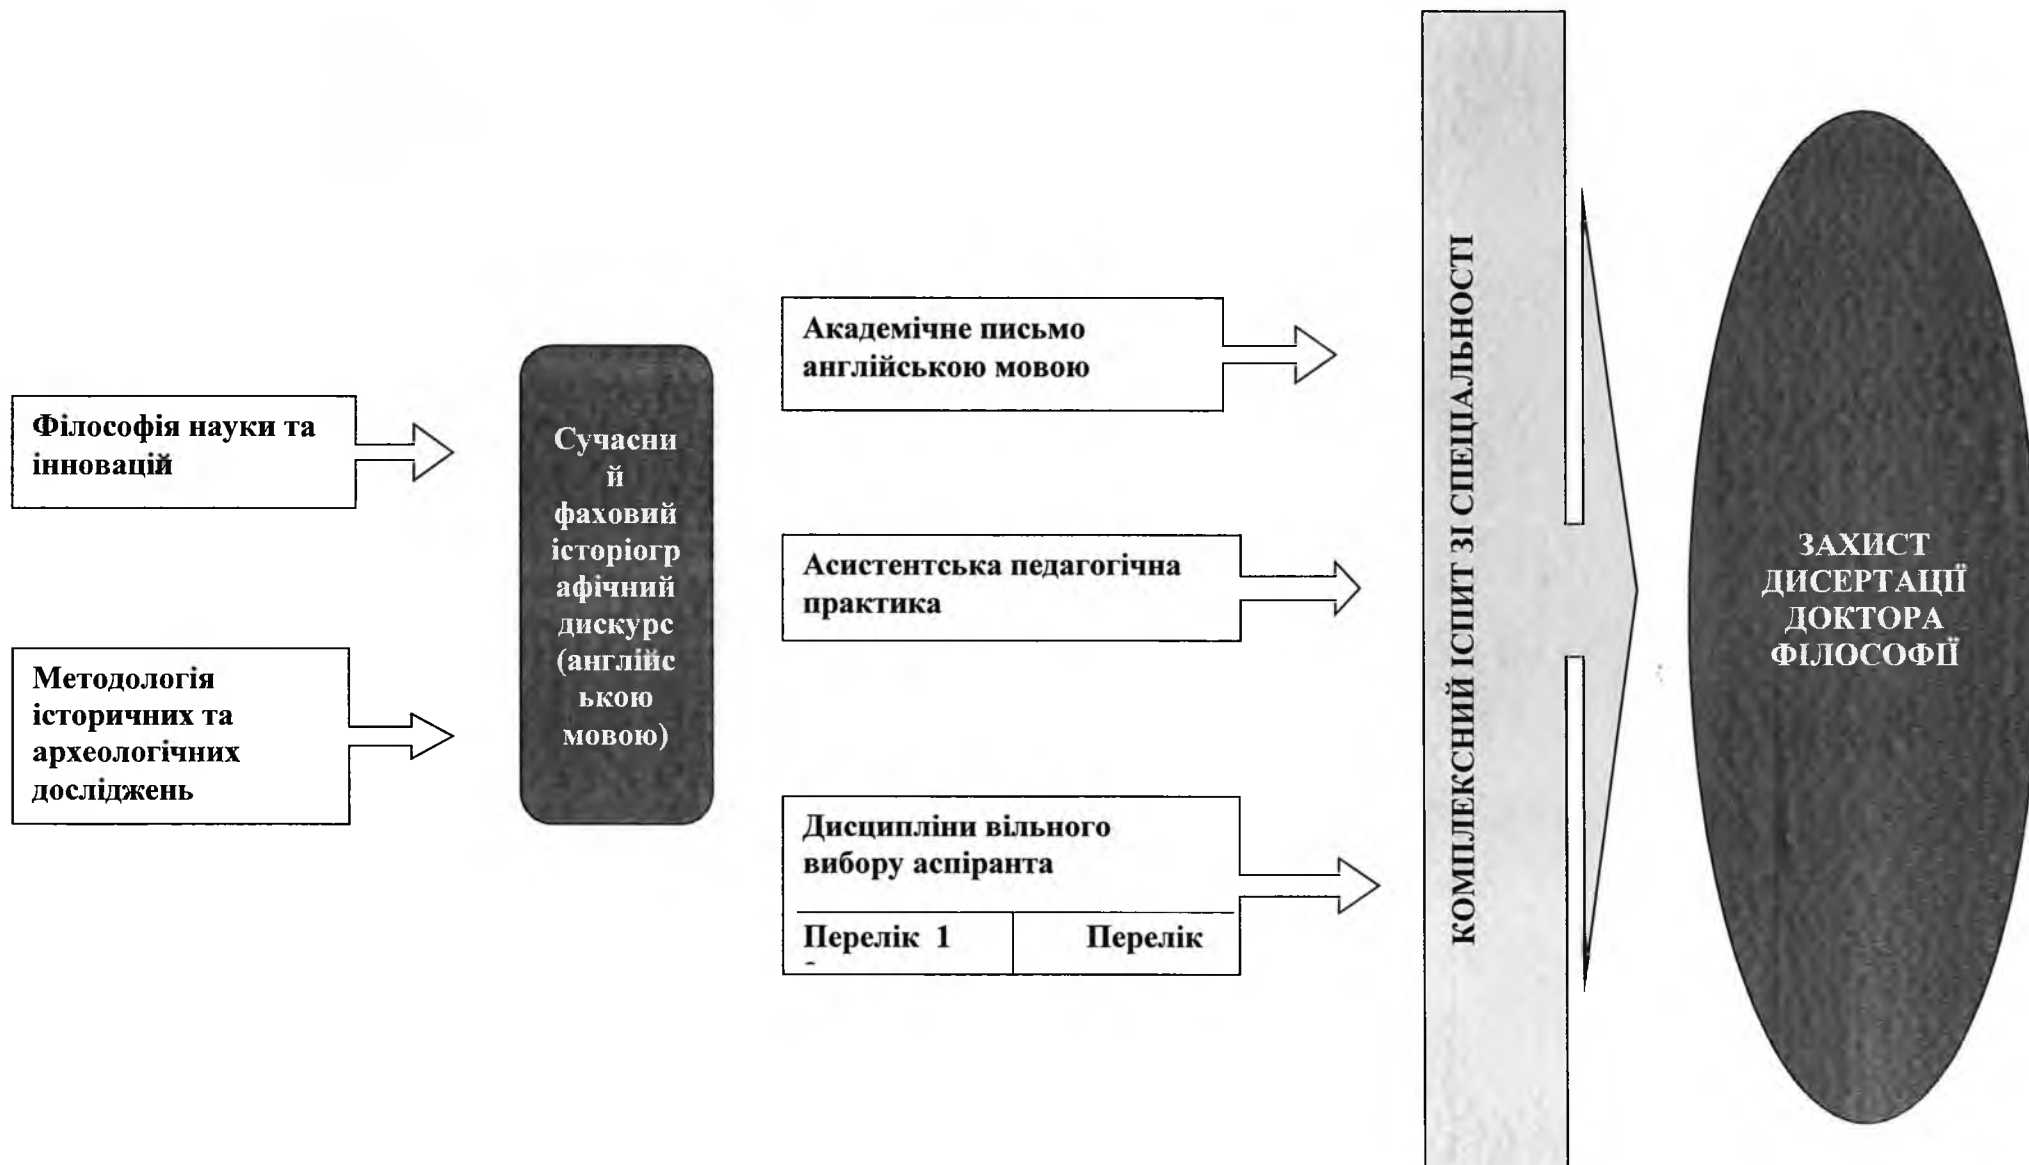 Філософія науки та
інновацій
Методологія
історичних та
археологічних
досліджень
Сучасни
й
фаховий
історіогр
афічний
дискурс
(англійс
ькою
мовою)
Академічне письмо
англійською мовою
Асистентська педагогічна
практика
Дисципліни вільного
вибору аспіранта
Перелік 1
Перелік
КОМПЛЕКСНИЙ ІСПИТ ЗІ СПЕЦІАЛЬНОСТІ
ЗАХИСТ
ДИСЕРТАЦІЇ
ДОКТОРА
ФІЛОСОФІЇ